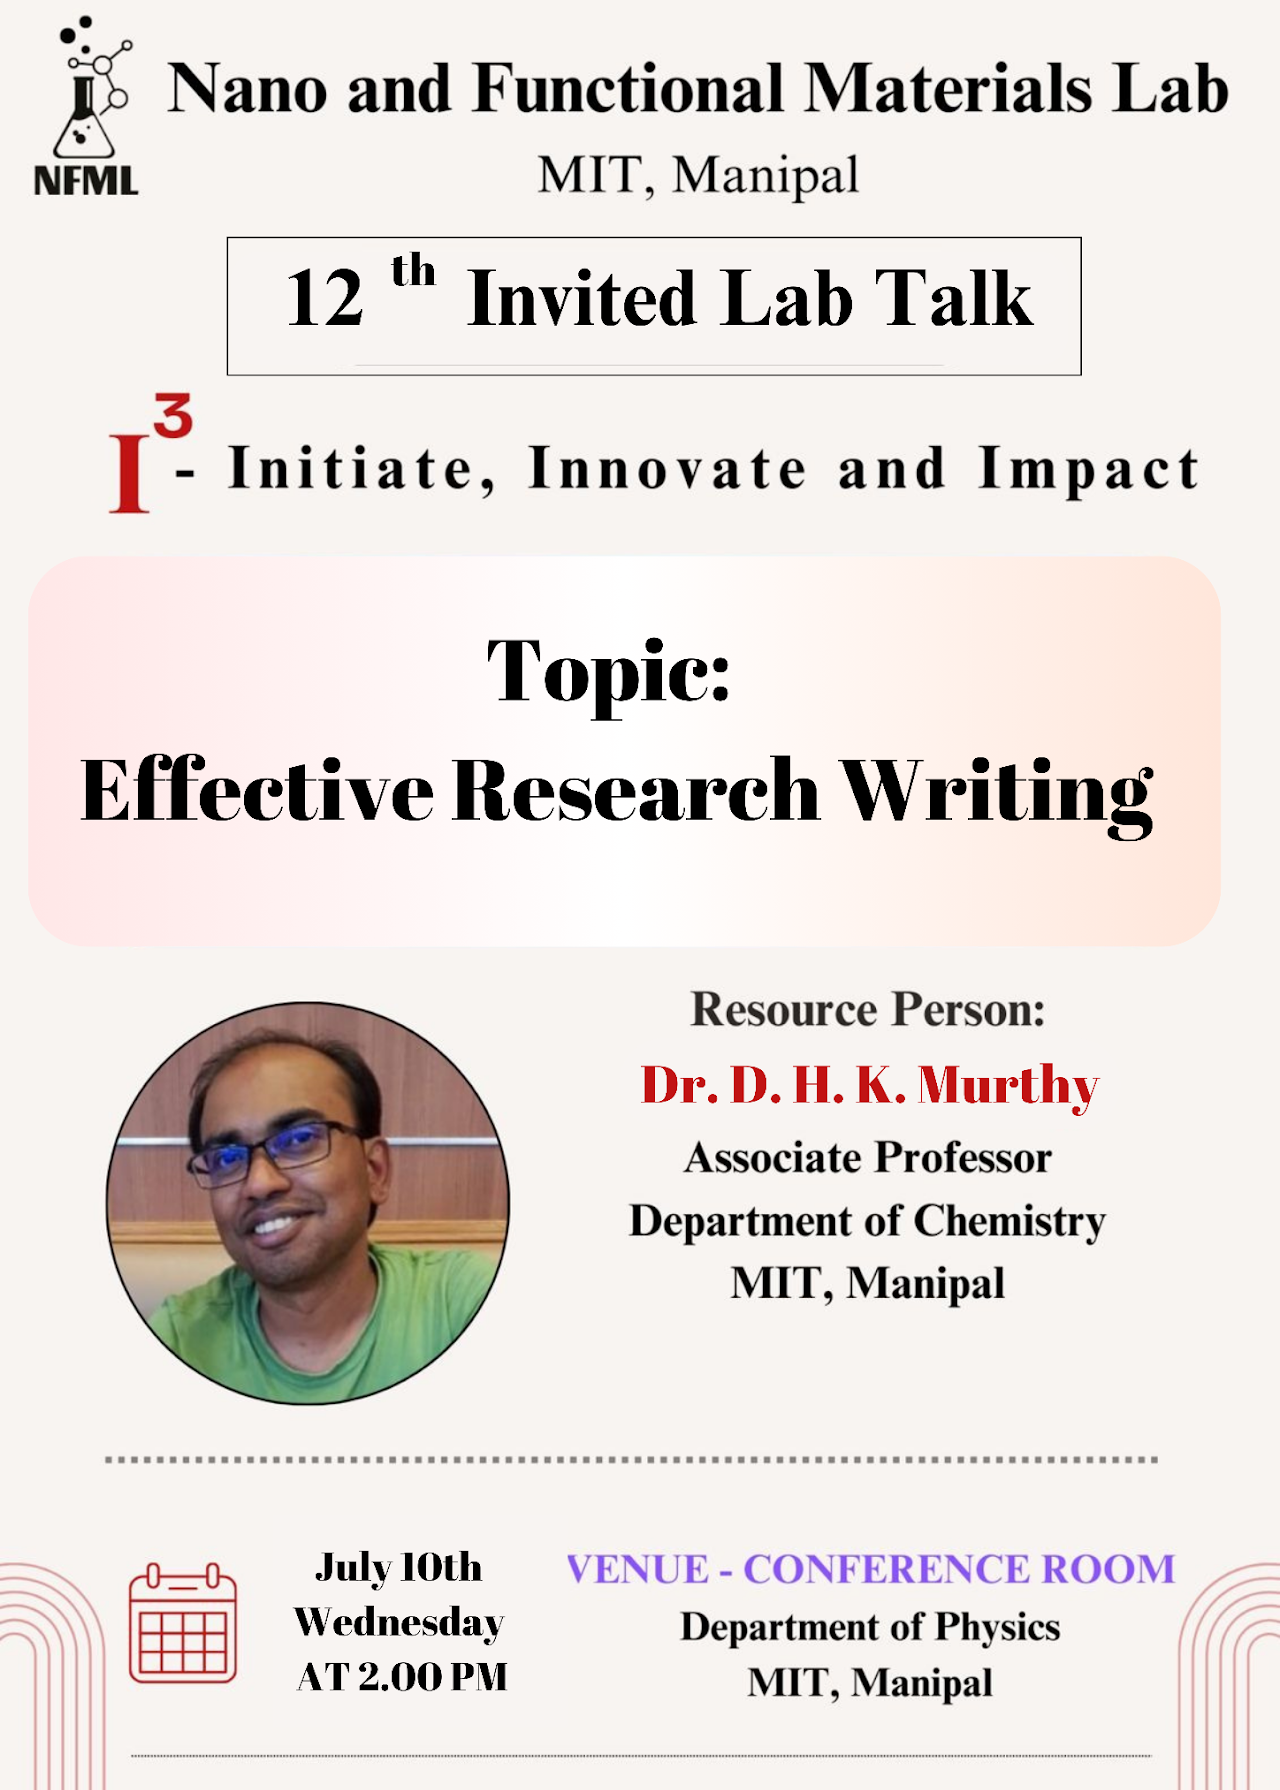 NFML
Nano and Functional Materials Lab
MIT, Manipal
12 th Invited Lab Talk
I3 - Initiate, Innovate and Impact
Topic:
Effective Research Writing
Resource Person:
Dr. D. H. K. Murthy
Associate Professor
Department of Chemistry
MIT, Manipal
July 10th
Wednesday
AT 2.00 PM
VENUE - CONFERENCE ROOM
Department of Physics
MIT, Manipal